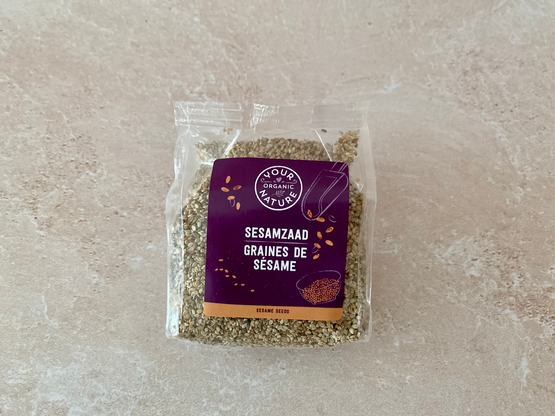 YOUR
ORGANIC
NATURE
SESAMZAAD
GRAINES DE
SÉSAME
SESAME SEEDS